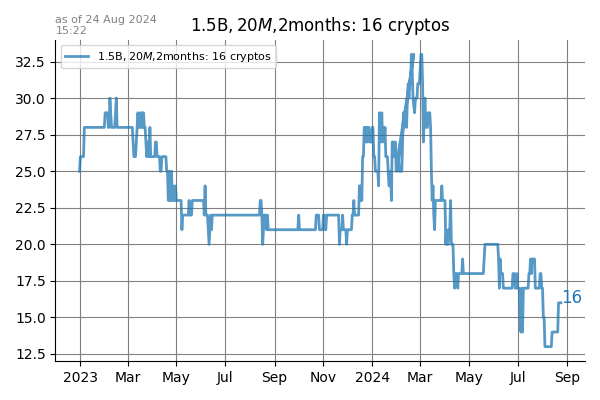 as of 24 Aug 2024
15:22
1.5B, 20M,2months: 16 cryptos
1.5B, 20M,2months: 16 cryptos
32.5
30.0
27.5
25.0
22.5
20.0
17.5
15.0
12.5
16
2023 Mar May Jul Sep Nov 2024 Mar May Jul Sep